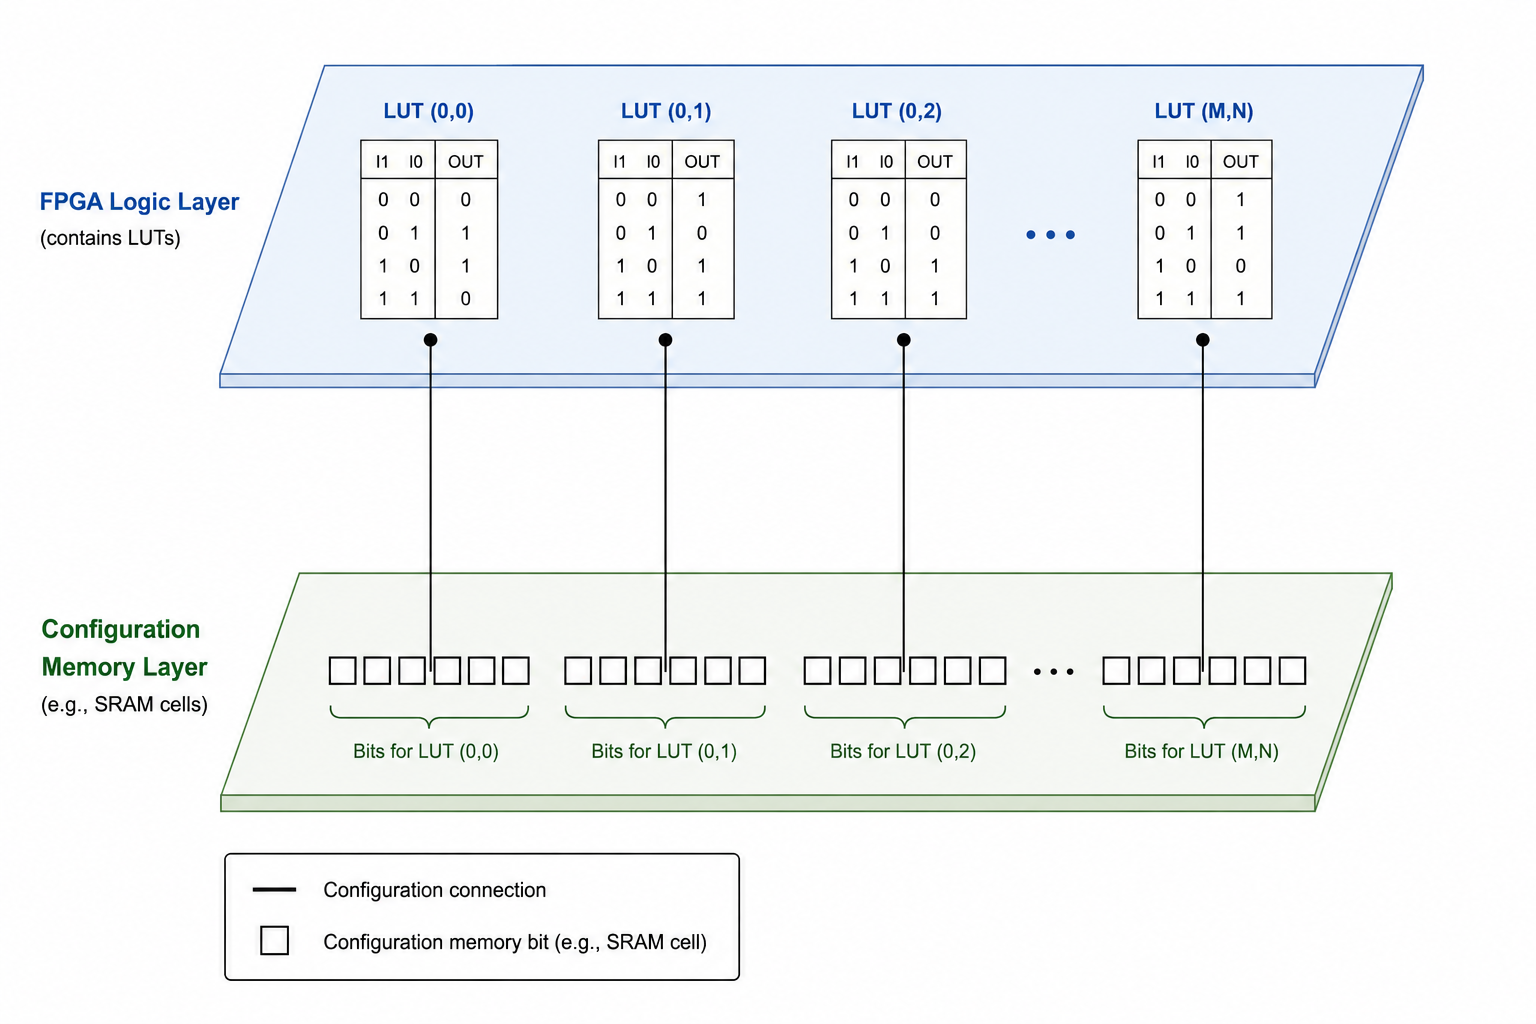 LUT (0,0)
LUT (0,1)
LUT (0,2)
LUT (M,N)
I1 I0 OUT
0 0 0
0 1 1
1 0 1
1 1 0
I1 I0 OUT
0 0 1
0 1 0
1 0 1
1 1 1
I1 I0 OUT
0 0 0
0 1 0
1 0 1
1 1 1
I1 I0 OUT
0 0 1
0 1 1
1 0 0
1 1 1
FPGA Logic Layer
(contains LUTs)
Configuration
Memory Layer
(e.g., SRAM cells)
Bits for LUT (0,0)
Bits for LUT (0,1)
Bits for LUT (0,2)
Bits for LUT (M,N)
Configuration connection
Configuration memory bit (e.g., SRAM cell)